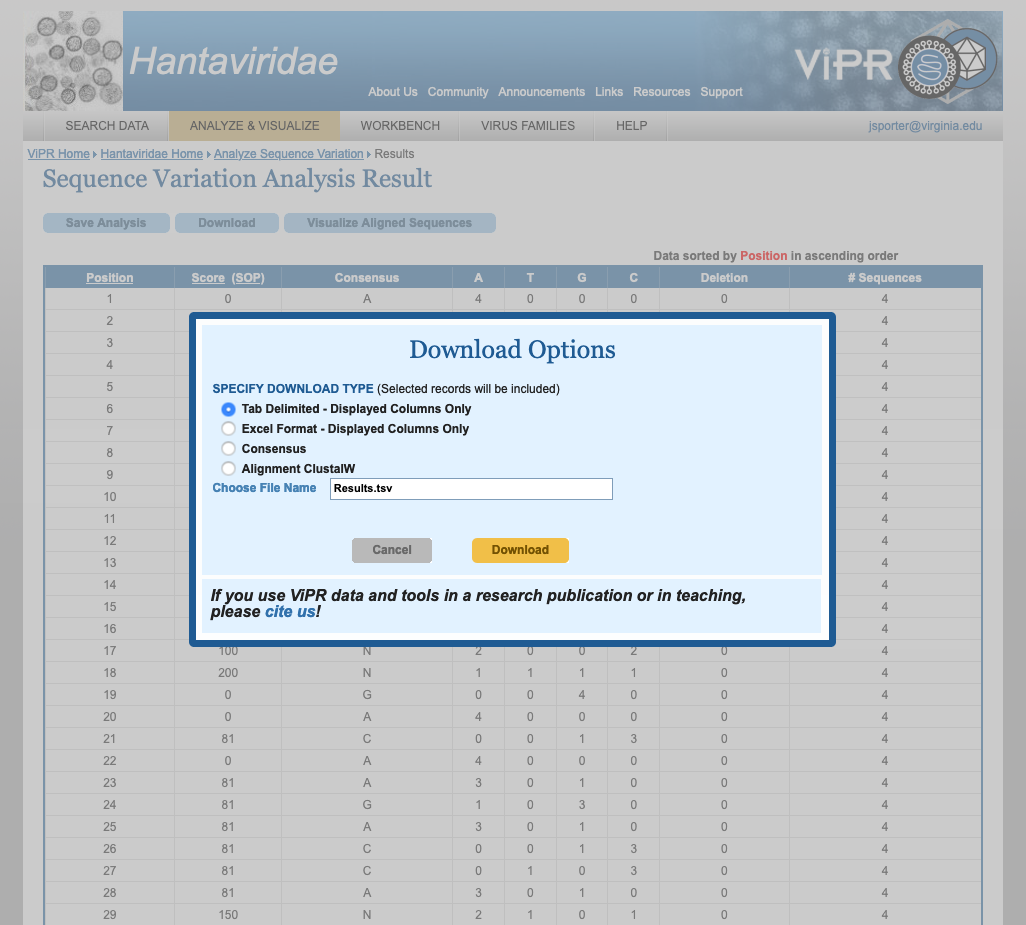 Hantaviridae
ViPR
About Us Community Announcements Links Resources Support
SEARCH DATA ANALYZE & VISUALIZE WORKBENCH VIRUS FAMILIES HELP jsporter@virginia.edu
ViPR Home Hantaviridae Home Analyze Sequence Variation Results
Sequence Variation Analysis Result
Save Analysis Download Visualize Aligned Sequences
Data sorted by Position in ascending order
Position Score (SOP) Consensus A T G C Deletion # Sequences
1 0 A 4 0 0 0 0 4
2 4
3 4
4 4
5 4
6 4
7 4
8 4
9 4
10 4
11 4
12 4
13 4
14 4
15 4
16 4
Download Options
SPECIFY DOWNLOAD TYPE (Selected records will be included)
Tab Delimited - Displayed Columns Only
Excel Format - Displayed Columns Only
Consensus
Alignment ClustalW
Choose File Name Results.tsv
Cancel Download
If you use ViPR data and tools in a research publication or in teaching,
please cite us!
17 100 N 2 0 0 2 0 4
18 200 N 1 1 1 1 0 4
19 0 G 0 0 4 0 0 4
20 0 A 4 0 0 0 0 4
21 81 C 0 0 1 3 0 4
22 0 A 4 0 0 0 0 4
23 81 A 3 0 1 0 0 4
24 81 G 1 0 3 0 0 4
25 81 A 3 0 1 0 0 4
26 81 C 0 0 1 3 0 4
27 81 C 0 1 0 3 0 4
28 81 A 3 0 1 0 0 4
29 150 N 2 1 0 1 0 4